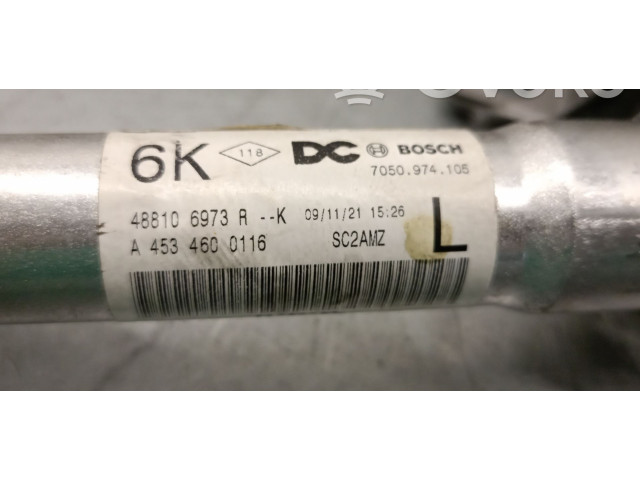 6K 118 DC BOSCH
7050.974.105
48810 6973 R --K 09/11/21 15:26
A 453 460 0116 SC2AMZ L